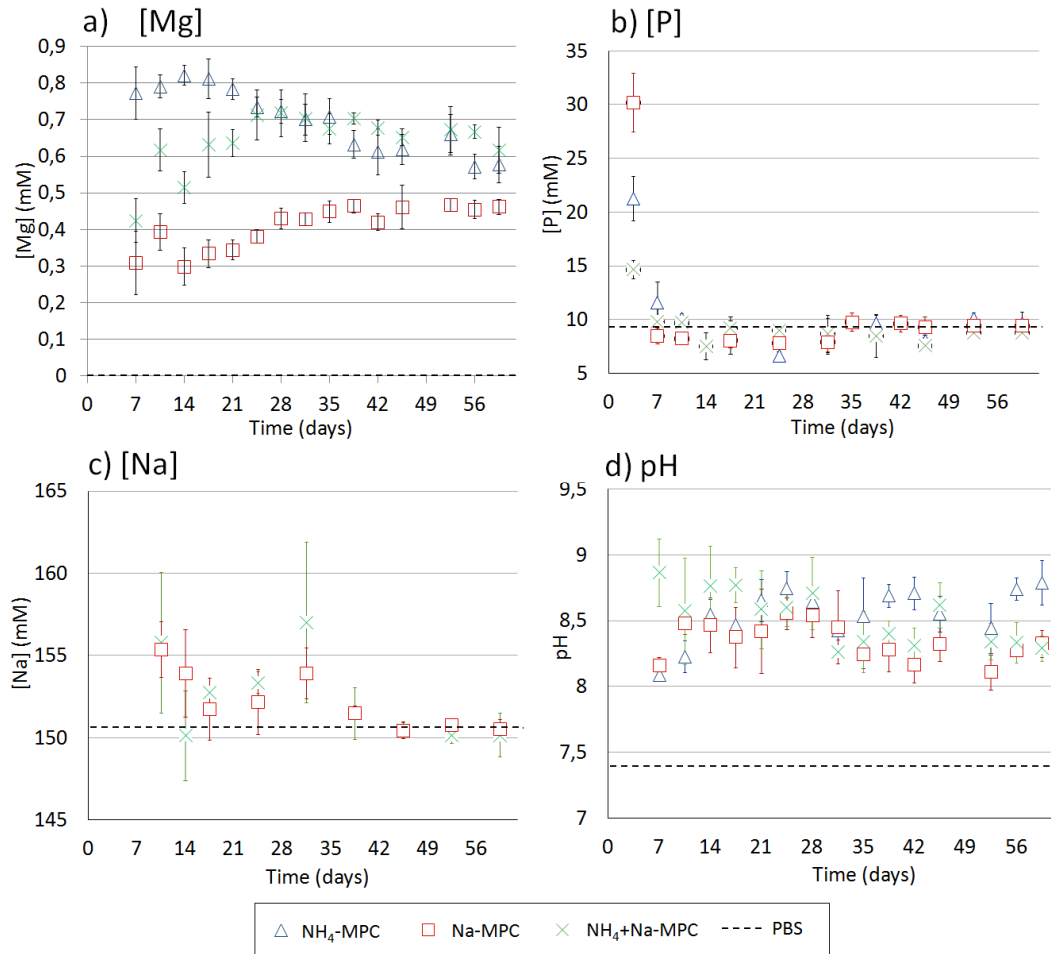 a) [Mg]
0,9
0,8
0,7
0,6
0,5
0,4
0,3
0,2
0,1
0
[Mg] (mM)
0 7 14 21 28 35 42 49 56
Time (days)
b) [P]
35
30
25
20
15
10
5
[P] (mM)
0 7 14 21 28 35 42 49 56
Time (days)
c) [Na]
165
160
155
150
145
[Na] (mM)
0 7 14 21 28 35 42 49 56
Time (days)
d) pH
9,5
9
8,5
8
7,5
7
pH
0 7 14 21 28 35 42 49 56
Time (days)
NH₄-MPC Na-MPC NH₄+Na-MPC PBS